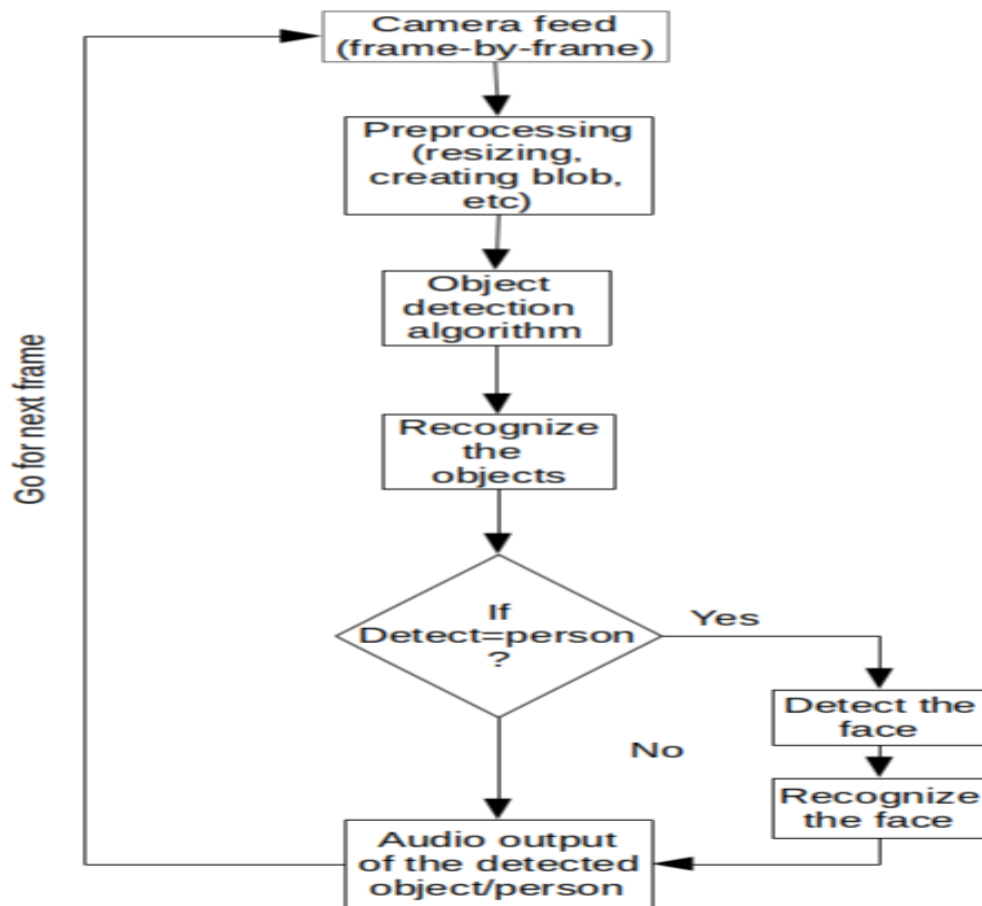 Camera feed
(frame-by-frame)
Preprocessing
(resizing,
creating blob,
etc)
Object
detection
algorithm
Recognize
the
objects
If
Detect=person
?
Yes
No
Detect the
face
Recognize
the face
Audio output
of the detected
object/person
Go for next frame